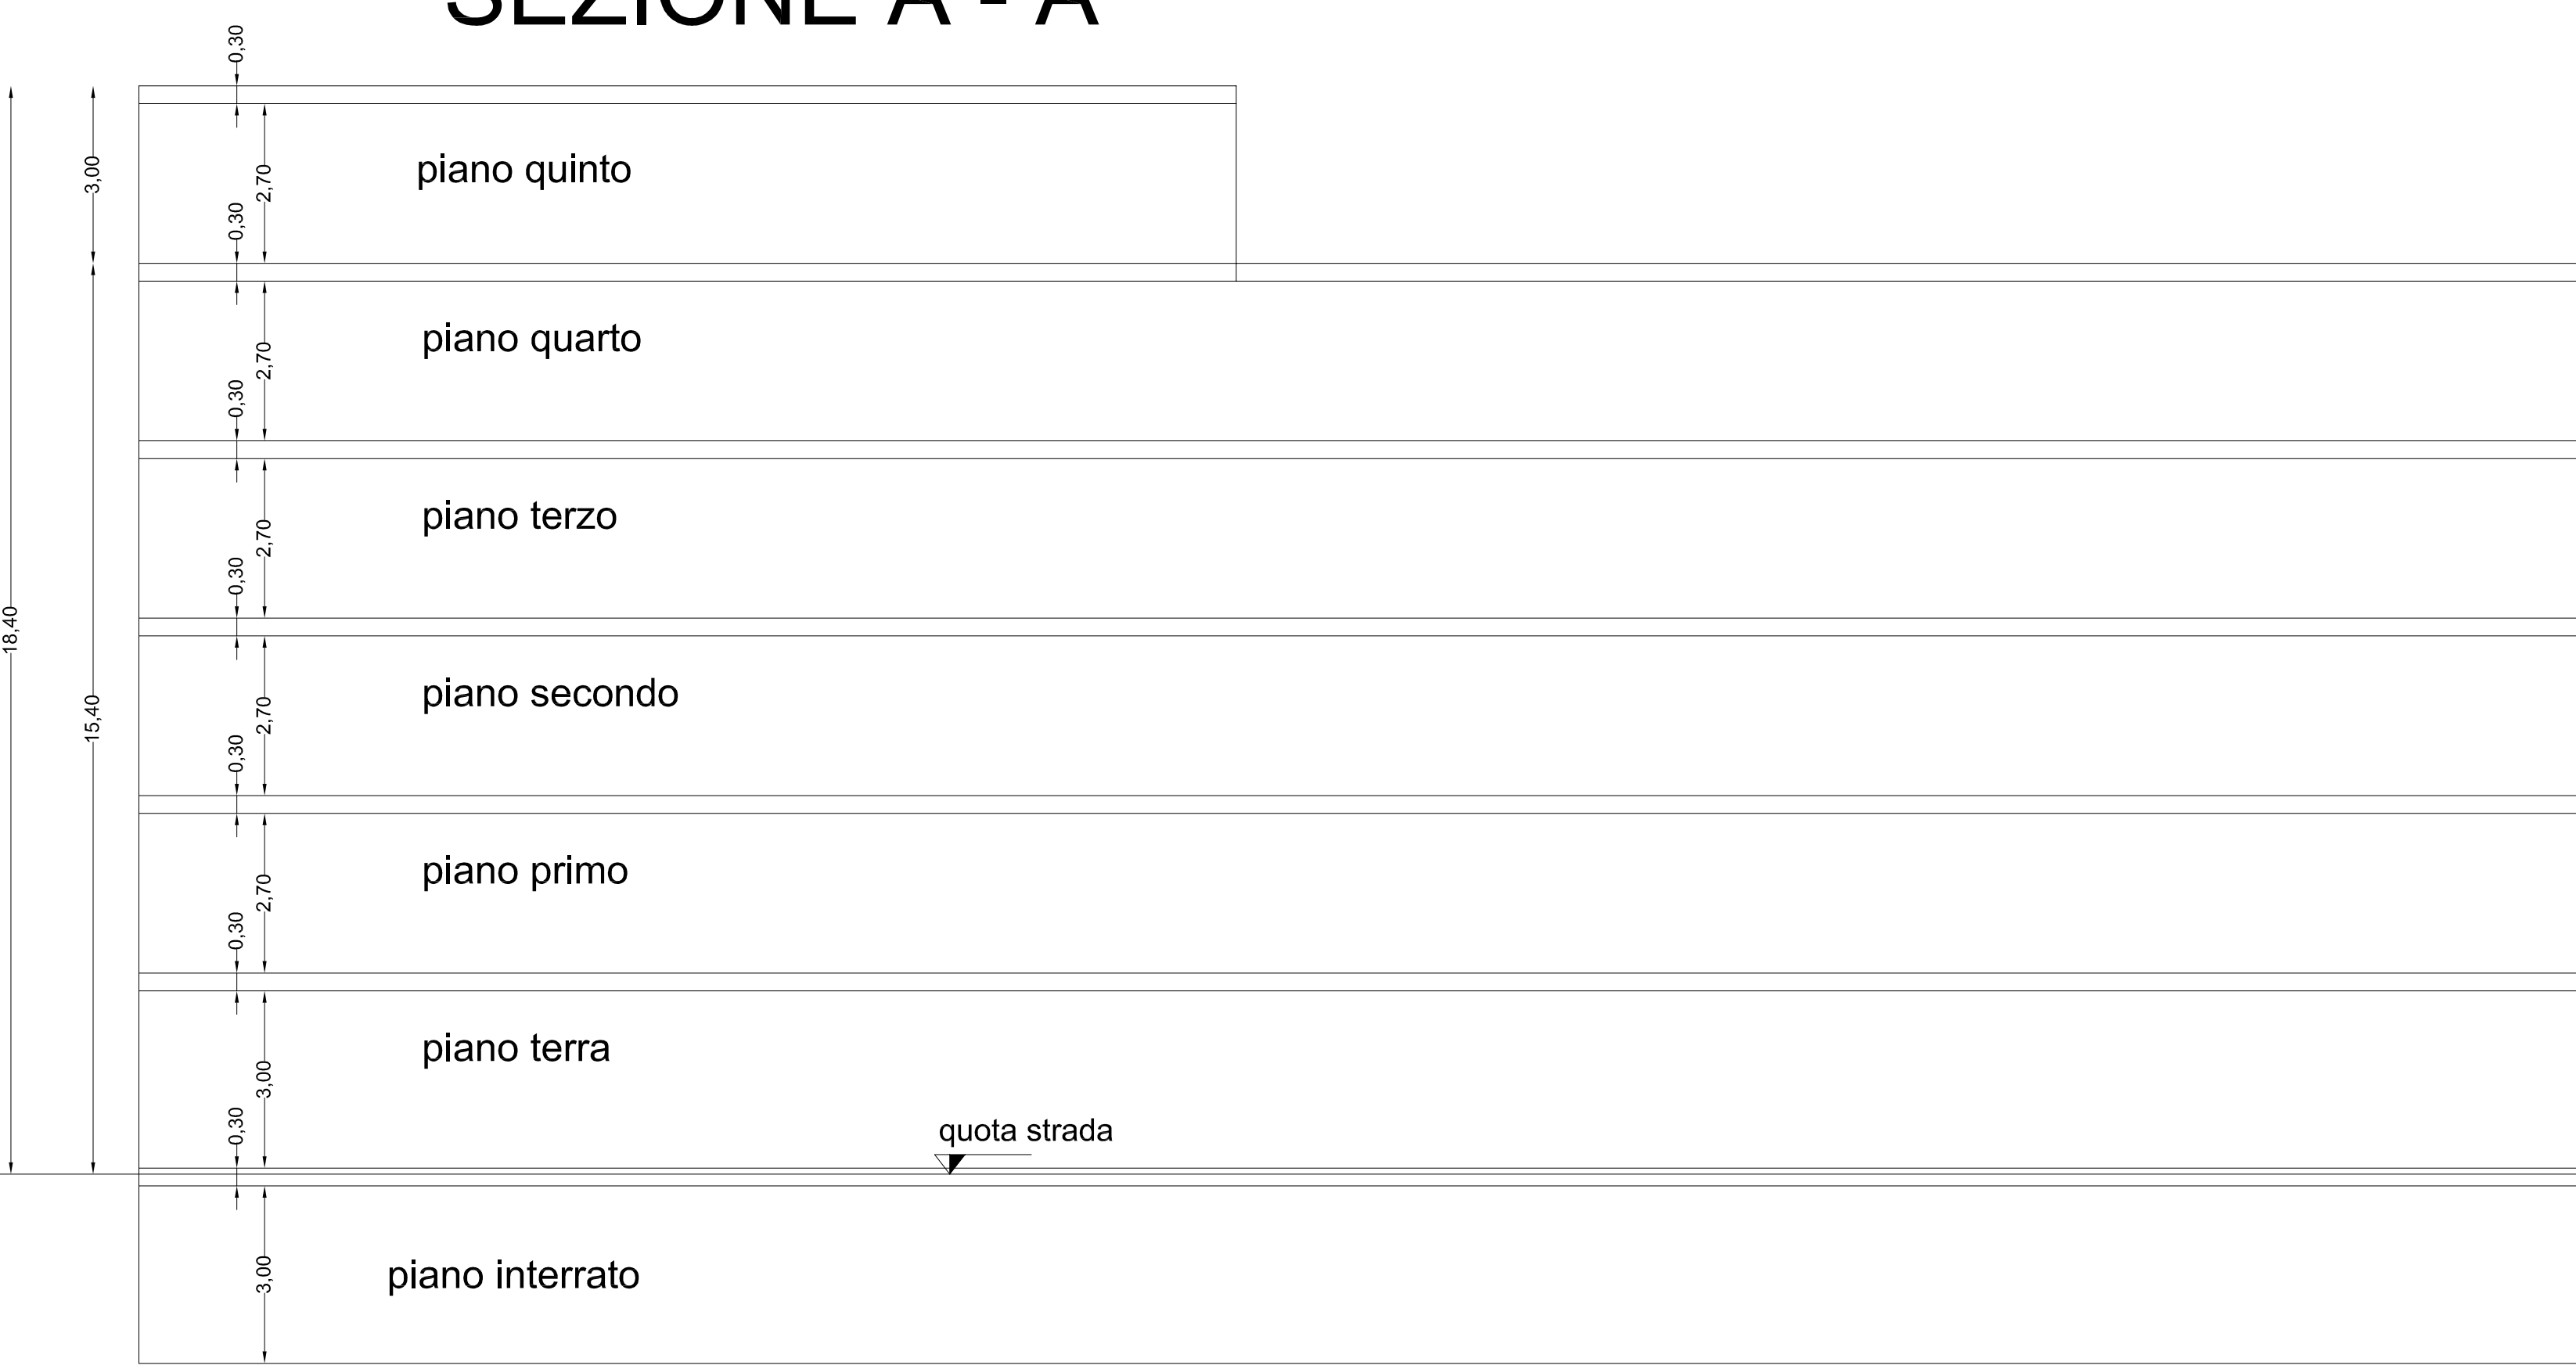 SEZIONE A - A
0,30
3,00
2,70
piano quinto
0,30
2,70
piano quarto
0,30
2,70
piano terzo
0,30
18,40
2,70
piano secondo
15,40
0,30
2,70
piano primo
0,30
3,00
piano terra
0,30
quota strada
3,00
piano interrato